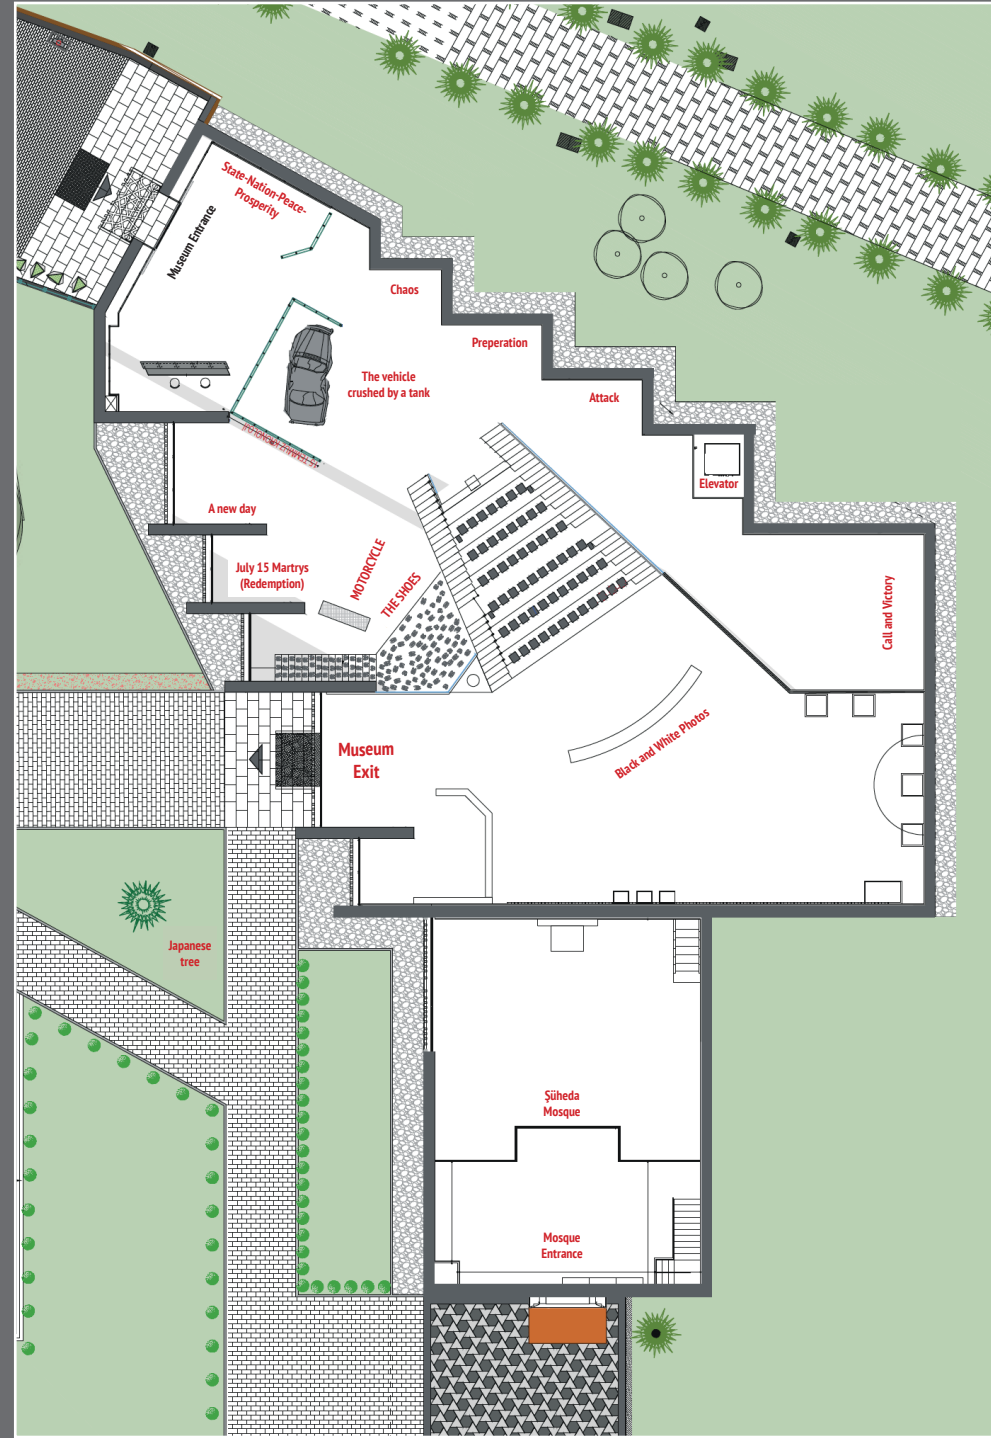 State-Nation-Peace-
Prosperity
Museum Entrance
Chaos
Preperation
The vehicle
crushed by a tank
Attack
Elevator
A new day
July 15 Martrys
(Redemption)
MOTORCYCLE
THE SHOES
Call and Victory
Museum
Exit
Black and White Photos
Japanese
tree
Şüheda
Mosque
Mosque
Entrance